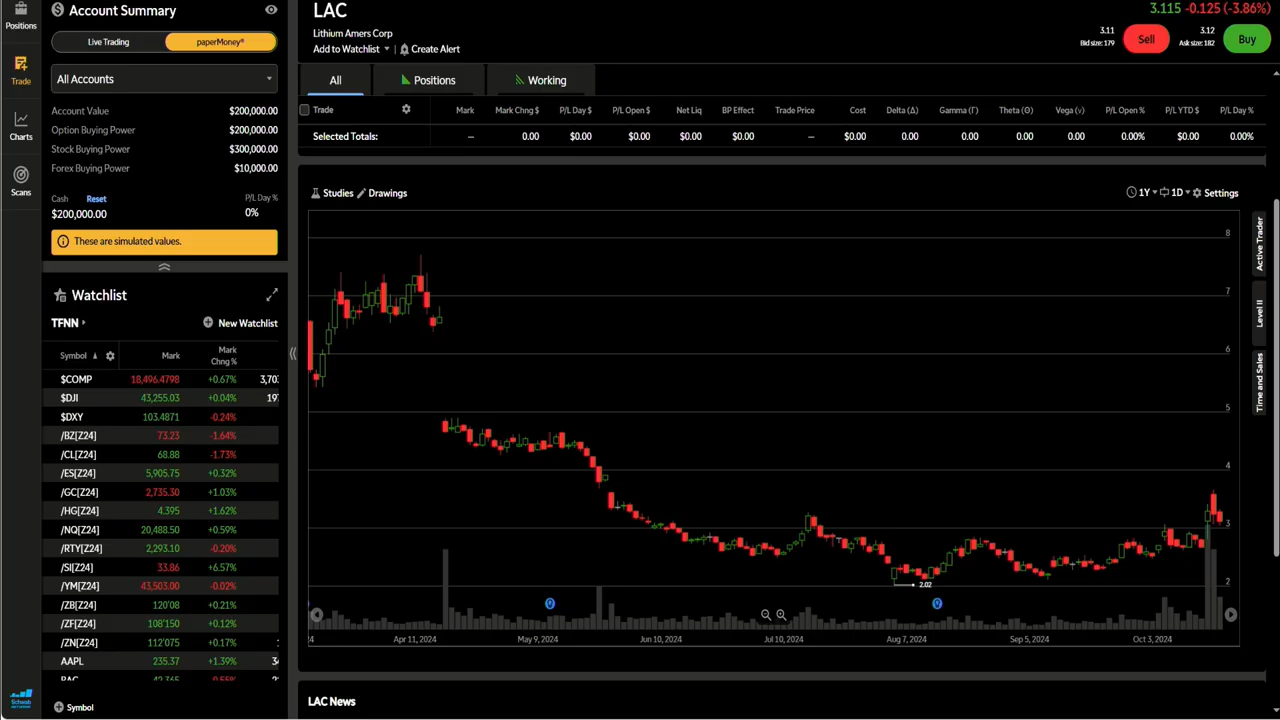 Positions
Trade
Charts
Scans
Account Summary
Live Trading
paperMoney®
All Accounts
Account Value $200,000.00
Option Buying Power $200,000.00
Stock Buying Power $300,000.00
Forex Buying Power $10,000.00
Cash Reset P/L Day %
$200,000.00 0%
These are simulated values.
Watchlist
TFNN New Watchlist
Symbol Mark Mark Chng %
$COMP 18,496.4798 +0.67%
$DJI 43,255.03 +0.04%
$DXY 103.4871 -0.24%
/BZ[Z24] 73.23 -1.64%
/CL[Z24] 68.88 -1.73%
/ES[Z24] 5,905.75 +0.32%
/GC[Z24] 2,735.30 +1.03%
/HG[Z24] 4.395 +1.62%
/NQ[Z24] 20,488.50 +0.59%
/RTY[Z24] 2,293.10 -0.20%
/SI[Z24] 33.86 +6.57%
/YM[Z24] 43,503.00 -0.02%
/ZB[Z24] 120'08 +0.21%
/ZF[Z24] 108'150 +0.12%
/ZN[Z24] 112'075 +0.17%
AAPL 235.37 +1.39%
Symbol
LAC
Lithium Amers Corp
Add to Watchlist Create Alert
3.115 -0.125 (-3.86%)
3.11
Bid size: 179
Sell
3.12
Ask size: 182
Buy
All Positions Working
Trade Mark Mark Chng $ P/L Day $ P/L Open $ Net Liq BP Effect Trade Price Cost Delta (Δ) Gamma (Γ) Theta (Θ) Vega (ν) P/L Open % P/L YTD $ P/L Day %
Selected Totals: — 0.00 $0.00 $0.00 $0.00 $0.00 — $0.00 0.00 0.00 0.00 0.00 0.00% $0.00 0.00%
Studies Drawings
1Y 1D Settings
8
7
6
5
4
3
2
2.02
Apr 11, 2024 May 9, 2024 Jun 10, 2024 Jul 10, 2024 Aug 7, 2024 Sep 5, 2024 Oct 3, 2024
Active Trader
Level II
Time and Sales
LAC News